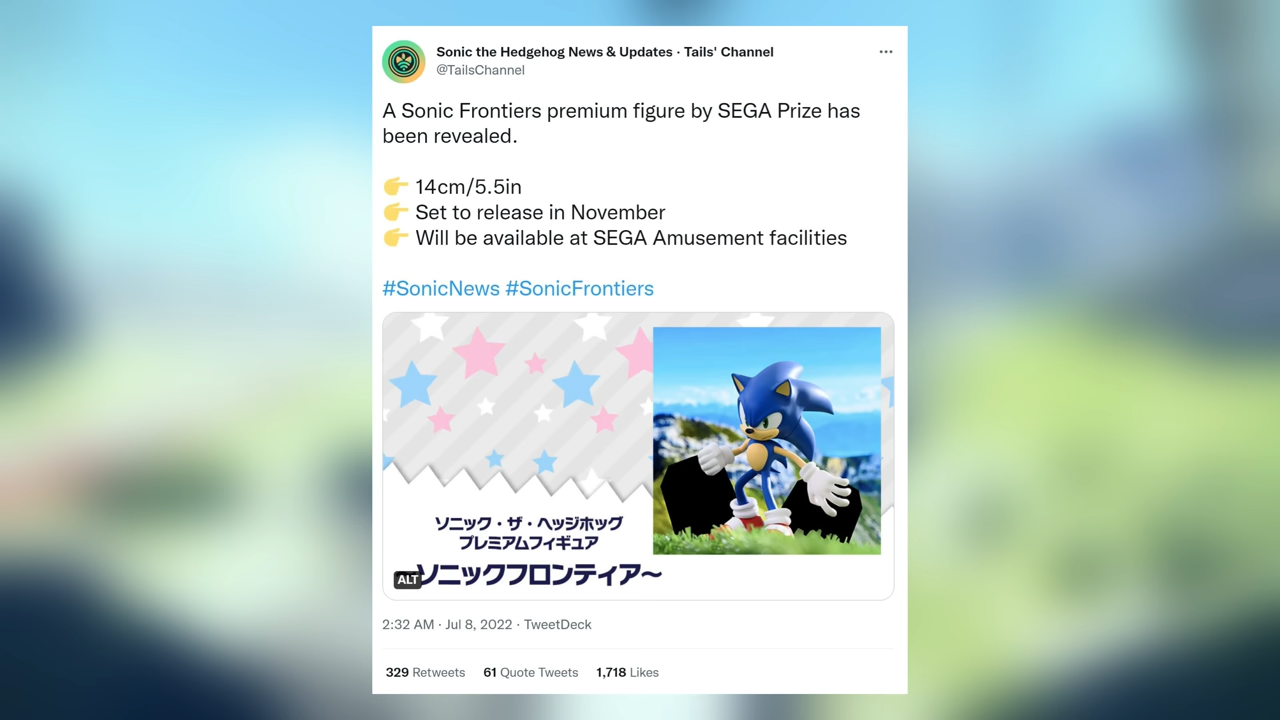 Sonic the Hedgehog News & Updates · Tails' Channel
@TailsChannel
A Sonic Frontiers premium figure by SEGA Prize has
been revealed.
👉 14cm/5.5in
👉 Set to release in November
👉 Will be available at SEGA Amusement facilities
#SonicNews #SonicFrontiers
ソニック・ザ・ヘッジホッグ
プレミアムフィギュア
ソニックフロンティア～
ALT
2:32 AM · Jul 8, 2022 · TweetDeck
329 Retweets 61 Quote Tweets 1,718 Likes